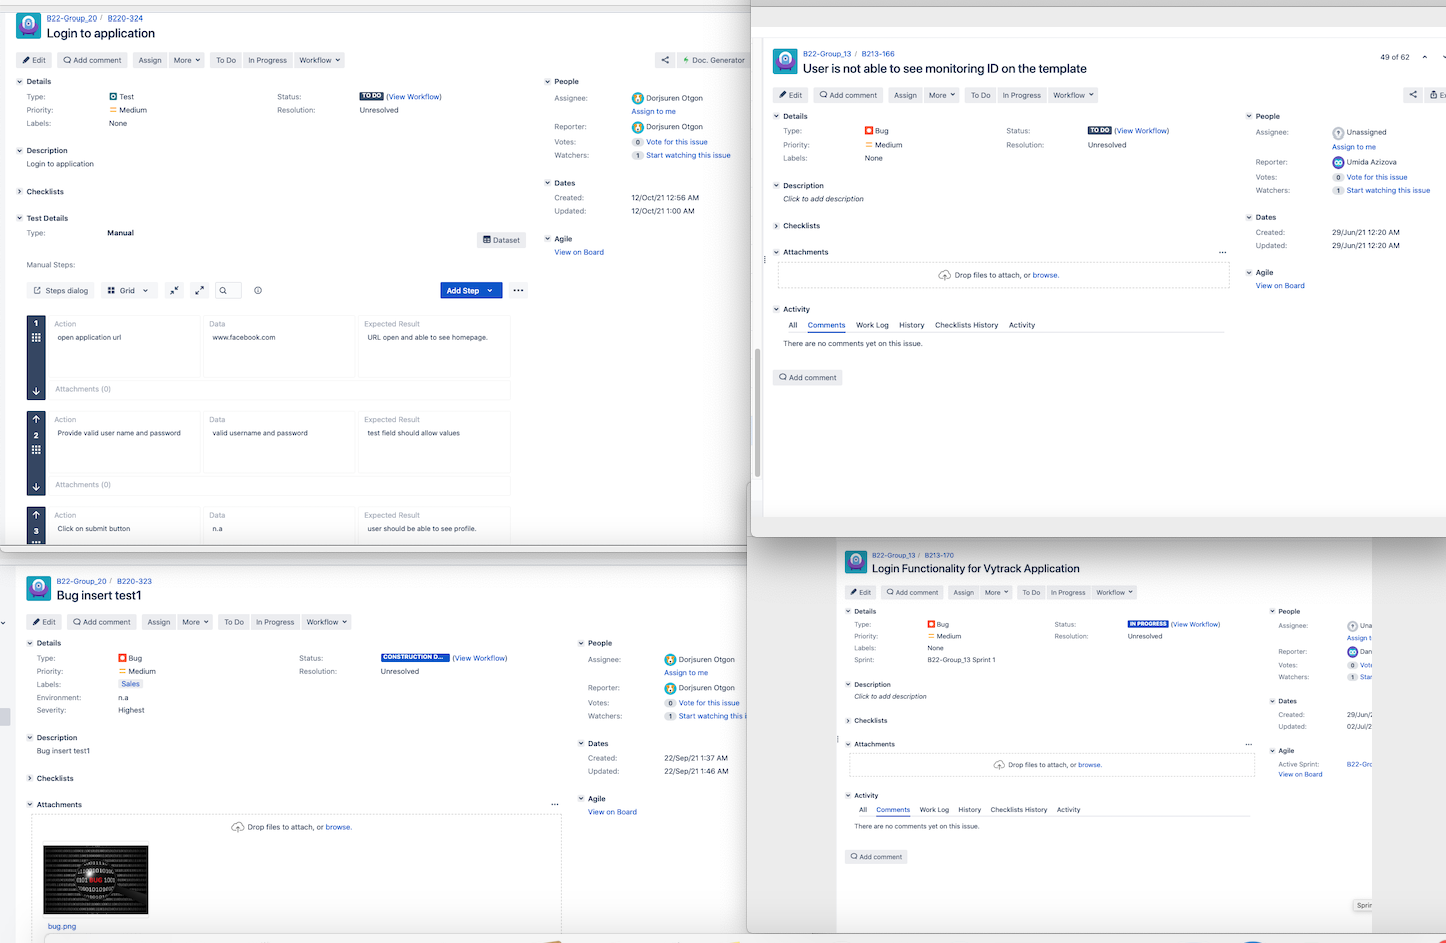 B22-Group_20 / B220-324
Login to application
Edit Add comment Assign More To Do In Progress Workflow Doc. Generator
Details
Type: Test Status: TO DO (View Workflow)
Priority: Medium Resolution: Unresolved
Labels: None
Description
Login to application
Checklists
Test Details
Type: Manual
Dataset
Manual Steps:
Steps dialog Grid Add Step
1 Action Data Expected Result
open application url www.facebook.com URL open and able to see homepage.
Attachments (0)
2 Action Data Expected Result
Provide valid user name and password valid username and password test field should allow values
Attachments (0)
3 Action Data Expected Result
Click on submit button n.a user should be able to see profile.
People
Assignee: Dorjsuren Otgon
Assign to me
Reporter: Dorjsuren Otgon
Votes: 0 Vote for this issue
Watchers: 1 Start watching this issue
Dates
Created: 12/Oct/21 12:56 AM
Updated: 12/Oct/21 1:00 AM
Agile
View on Board
B22-Group_13 / B213-166
User is not able to see monitoring ID on the template
49 of 62
Edit Add comment Assign More To Do In Progress Workflow
Details
Type: Bug Status: TO DO (View Workflow)
Priority: Medium Resolution: Unresolved
Labels: None
Description
Click to add description
Checklists
Attachments
Drop files to attach, or browse.
Activity
All Comments Work Log History Checklists History Activity
There are no comments yet on this issue.
Add comment
People
Assignee: Unassigned
Assign to me
Reporter: Umida Azizova
Votes: 0 Vote for this issue
Watchers: 1 Start watching this issue
Dates
Created: 29/Jun/21 12:20 AM
Updated: 29/Jun/21 12:20 AM
Agile
View on Board
B22-Group_20 / B220-323
Bug insert test1
Edit Add comment Assign More To Do In Progress Workflow
Details
Type: Bug Status: CONSTRUCTION D... (View Workflow)
Priority: Medium Resolution: Unresolved
Labels: Sales
Environment: n.a
Severity: Highest
Description
Bug insert test1
Checklists
Attachments
Drop files to attach, or browse.
BUG
bug.png
People
Assignee: Dorjsuren Otgon
Assign to me
Reporter: Dorjsuren Otgon
Votes: 0 Vote for this issue
Watchers: 1 Start watching this i
Dates
Created: 22/Sep/21 1:37 AM
Updated: 22/Sep/21 1:46 AM
Agile
View on Board
B22-Group_13 / B213-170
Login Functionality for Vytrack Application
Edit Add comment Assign More To Do In Progress Workflow
Details
Type: Bug Status: IN PROGRESS (View Workflow)
Priority: Medium Resolution: Unresolved
Labels: None
Sprint: B22-Group_13 Sprint 1
Description
Click to add description
Checklists
Attachments
Drop files to attach, or browse.
Activity
All Comments Work Log History Checklists History Activity
There are no comments yet on this issue.
Add comment
People
Assignee: Una
Assign t
Reporter: Dan
Votes: 0 Vot
Watchers: 1 Star
Dates
Created: 29/Jun/2
Updated: 02/Jul/2
Agile
Active Sprint: B22-Gro
View on Board
Sprin